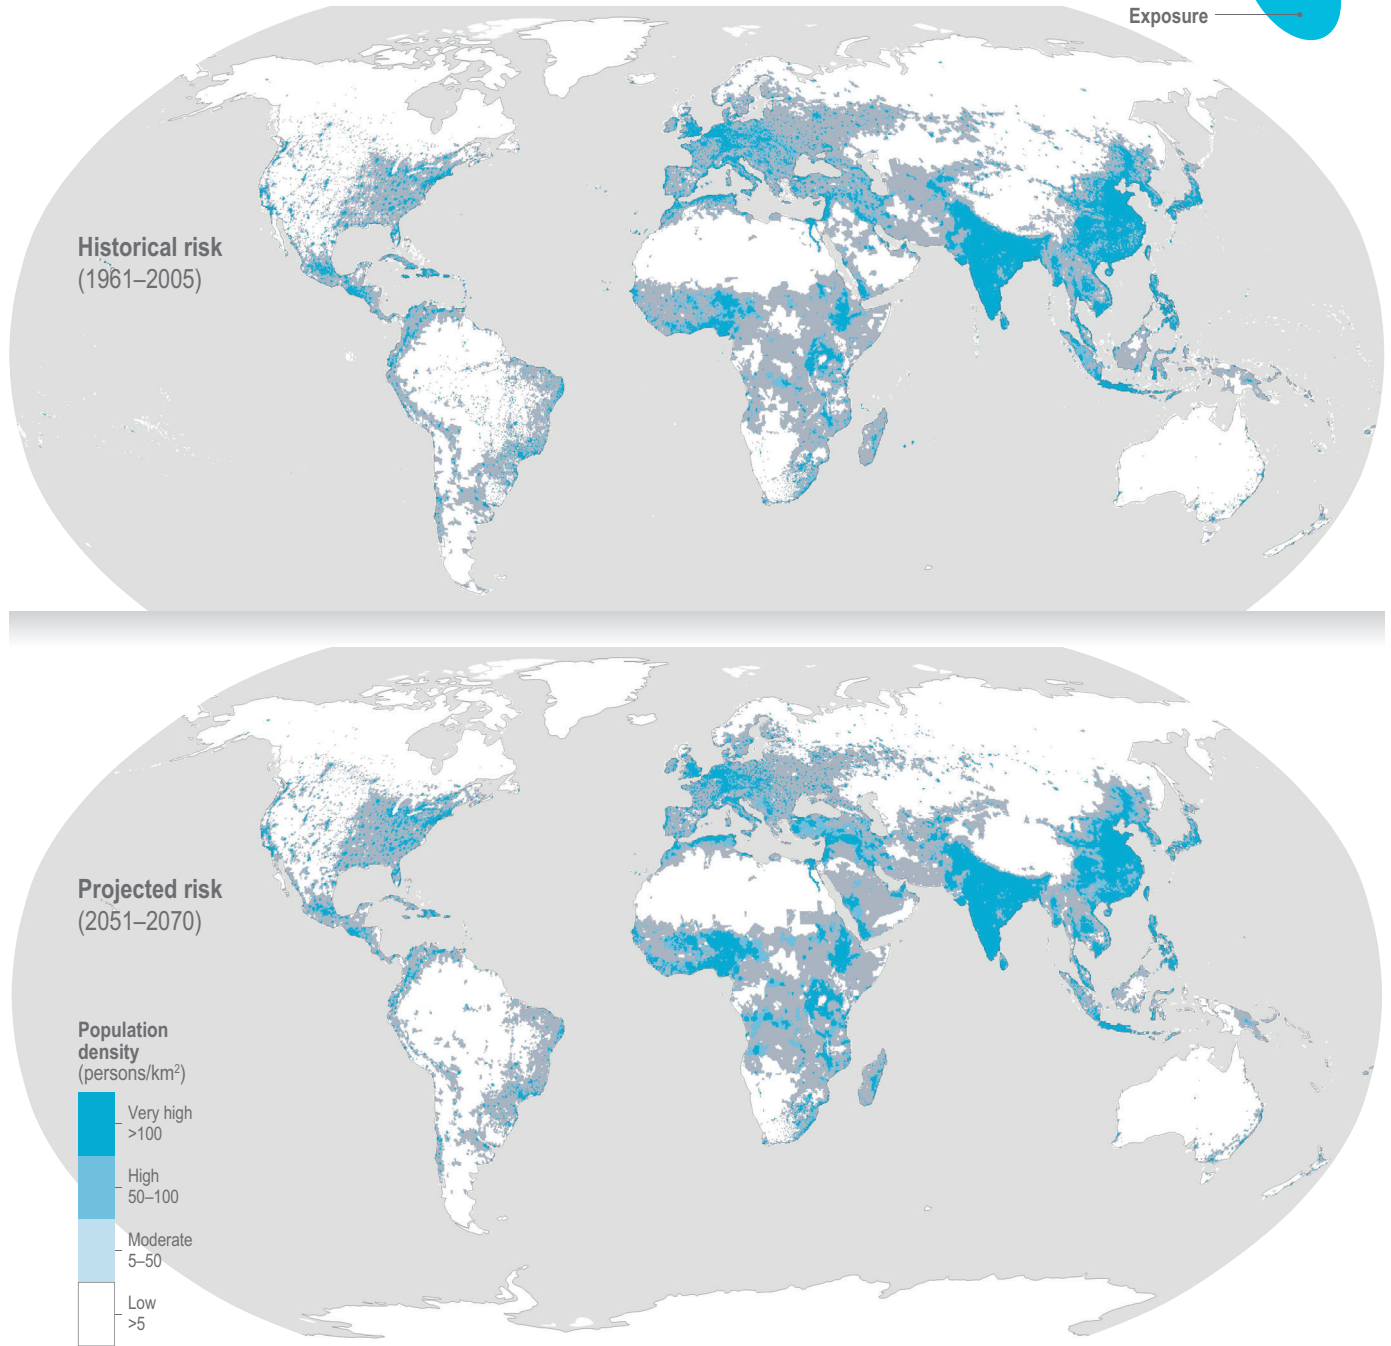 Exposure
Historical risk
(1961–2005)
Projected risk
(2051–2070)
Population
density
(persons/km²)
Very high
>100
High
50–100
Moderate
5–50
Low
>5